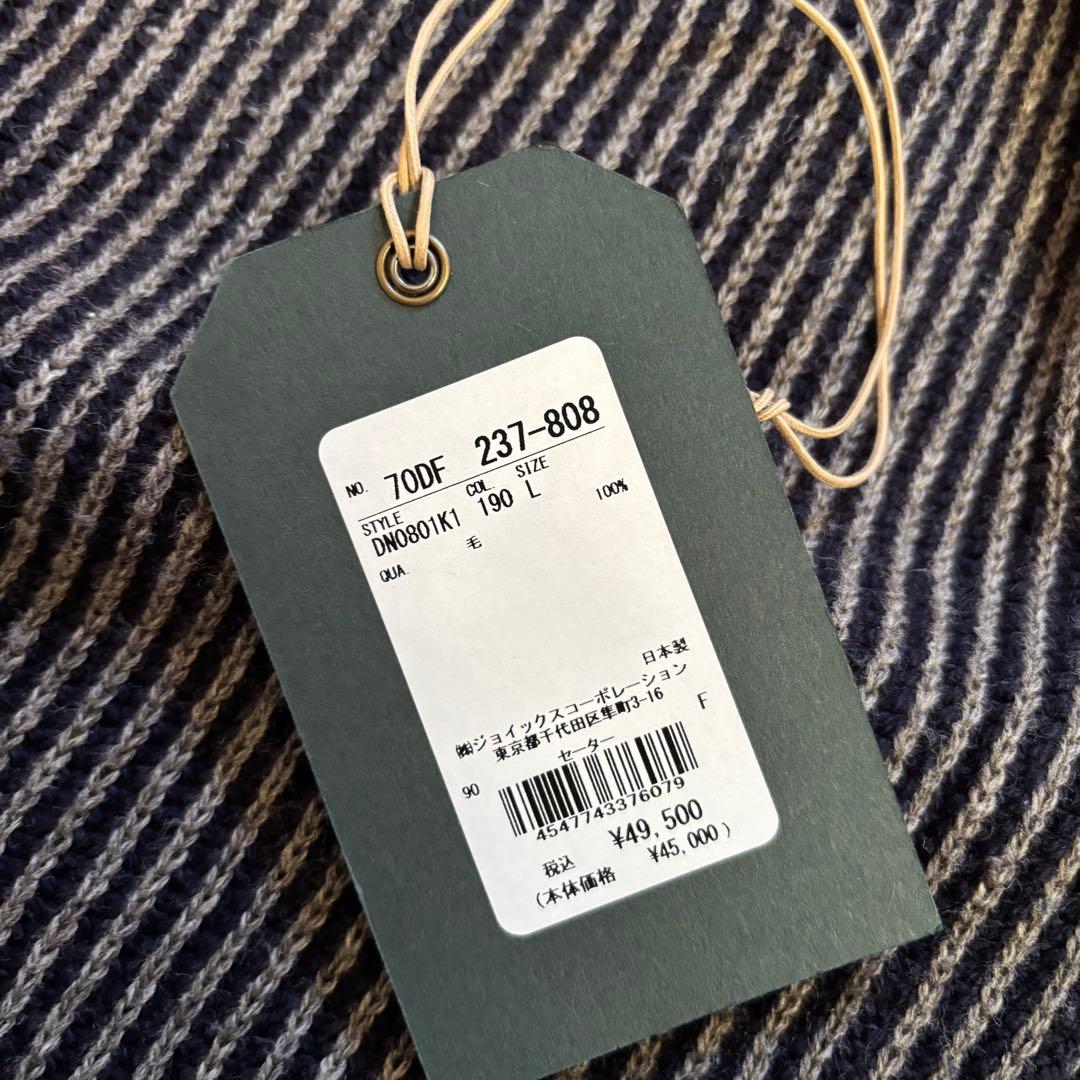 NO. 70DF 237-808
STYLE COL. SIZE
DN0801K1 190 L
QUA. 毛 100%
日本製
㈱ジョイックスコーポレーション
東京都千代田区隼町3-16 F
セーター
90
4547743376079
税込 ¥49,500
(本体価格 ¥45,000)